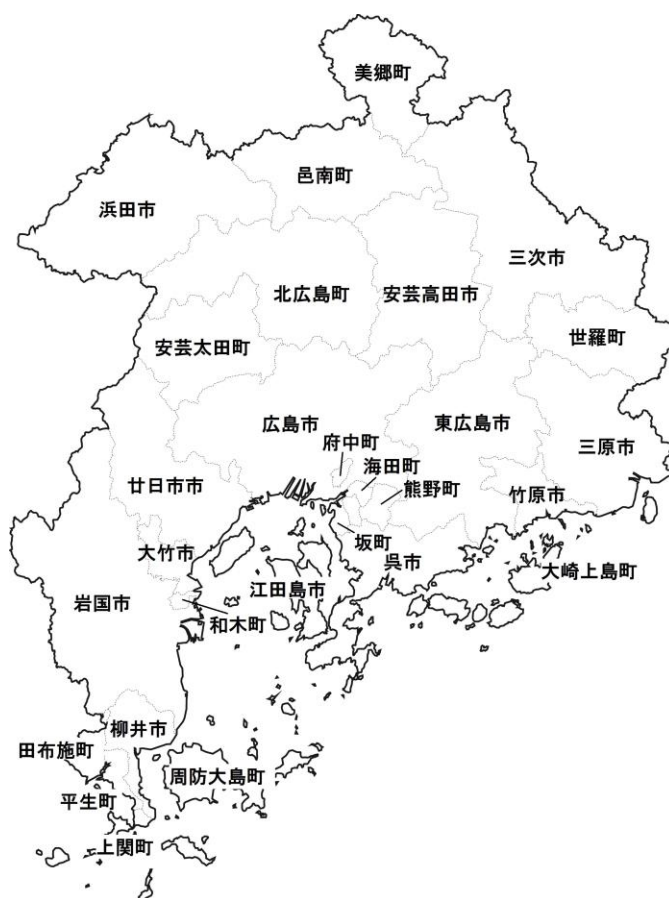 美郷町
邑南町
浜田市
三次市
北広島町
安芸高田市
世羅町
安芸太田町
広島市
東広島市
府中町
三原市
海田町
廿日市市
熊野町
竹原市
坂町
大竹市
呉市
大崎上島町
江田島市
岩国市
和木町
柳井市
田布施町
周防大島町
平生町
上関町